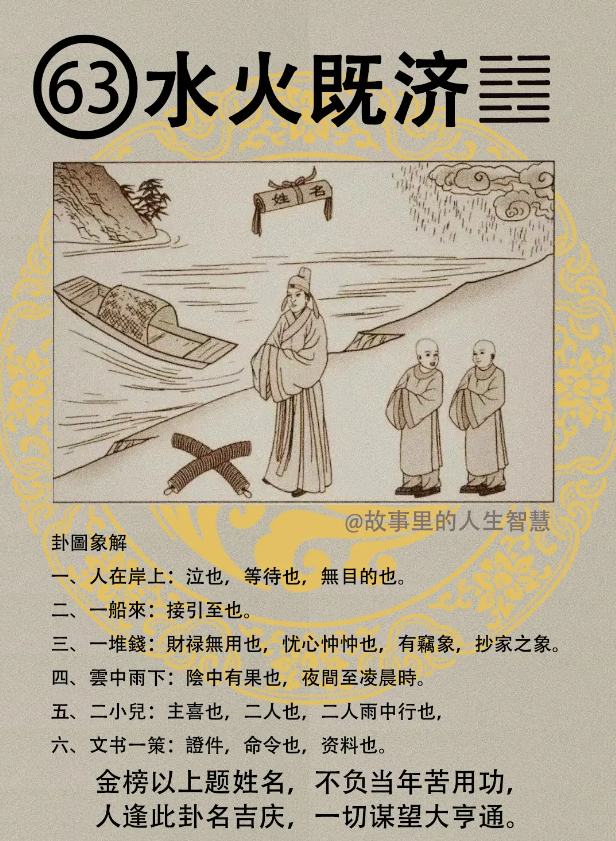 63 水火既济
姓名
@故事里的人生智慧
卦圖象解
一、人在岸上：泣也，等待也，無目的也。
二、一船來：接引至也。
三、一堆錢：財禄無用也，忧心忡忡也，有竊象，抄家之象。
四、雲中雨下：陰中有果也，夜間至凌晨時。
五、二小兒：主喜也，二人也，二人雨中行也，
六、文书一策：證件，命令也，资料也。
金榜以上题姓名，不负当年苦用功，
人逢此卦名吉庆，一切谋望大亨通。